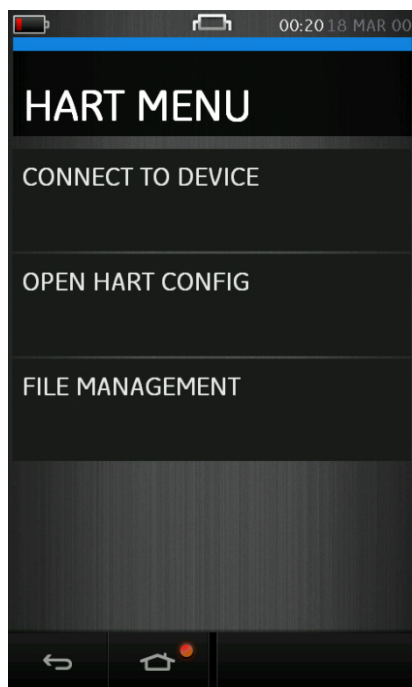 00:20 18 MAR 00
HART MENU
CONNECT TO DEVICE
OPEN HART CONFIG
FILE MANAGEMENT